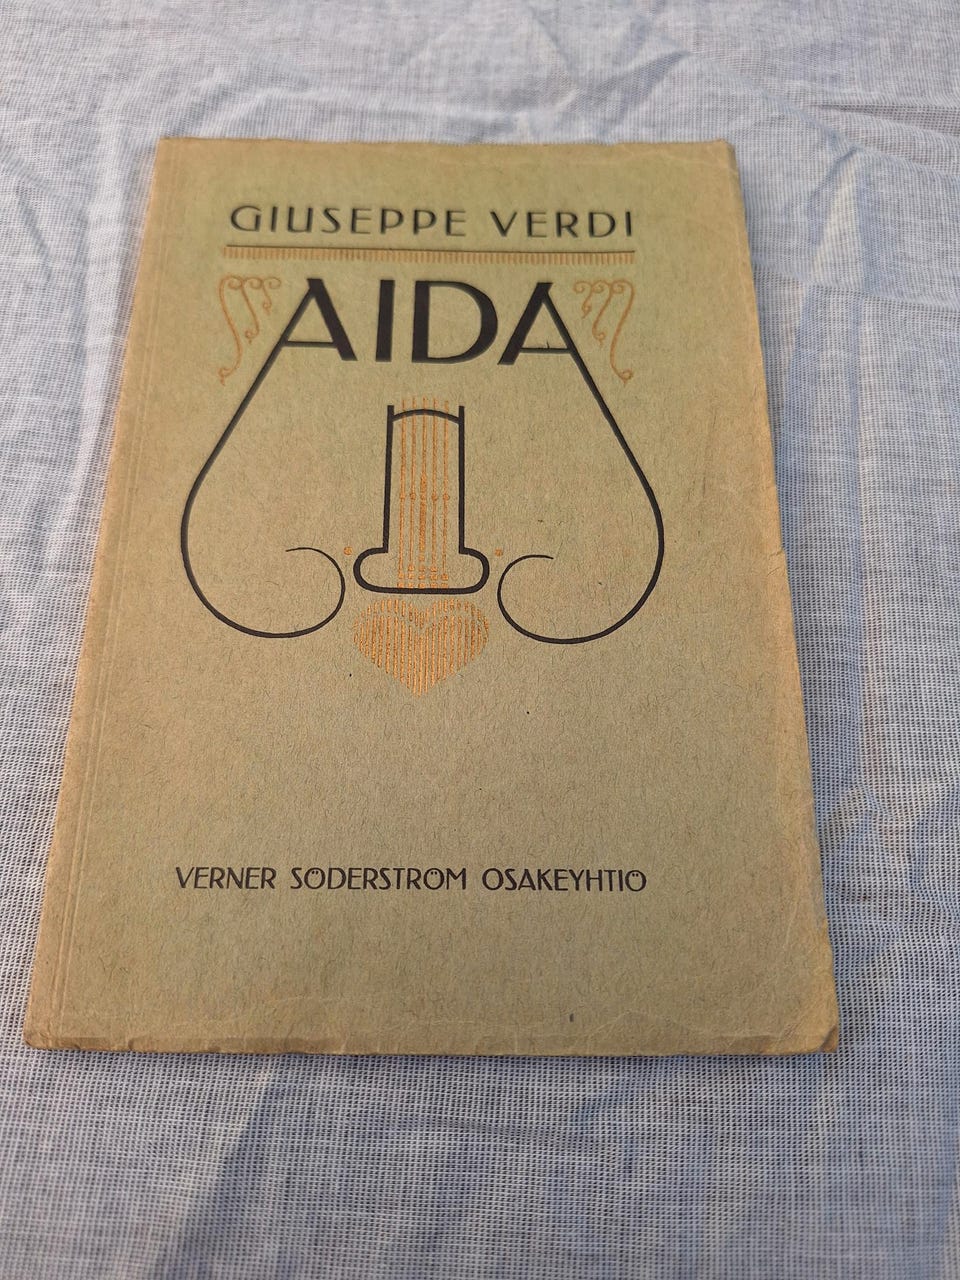 GIUSEPPE VERDI
AIDA
VERNER SÖDERSTRÖM OSAKEYHTIÖ